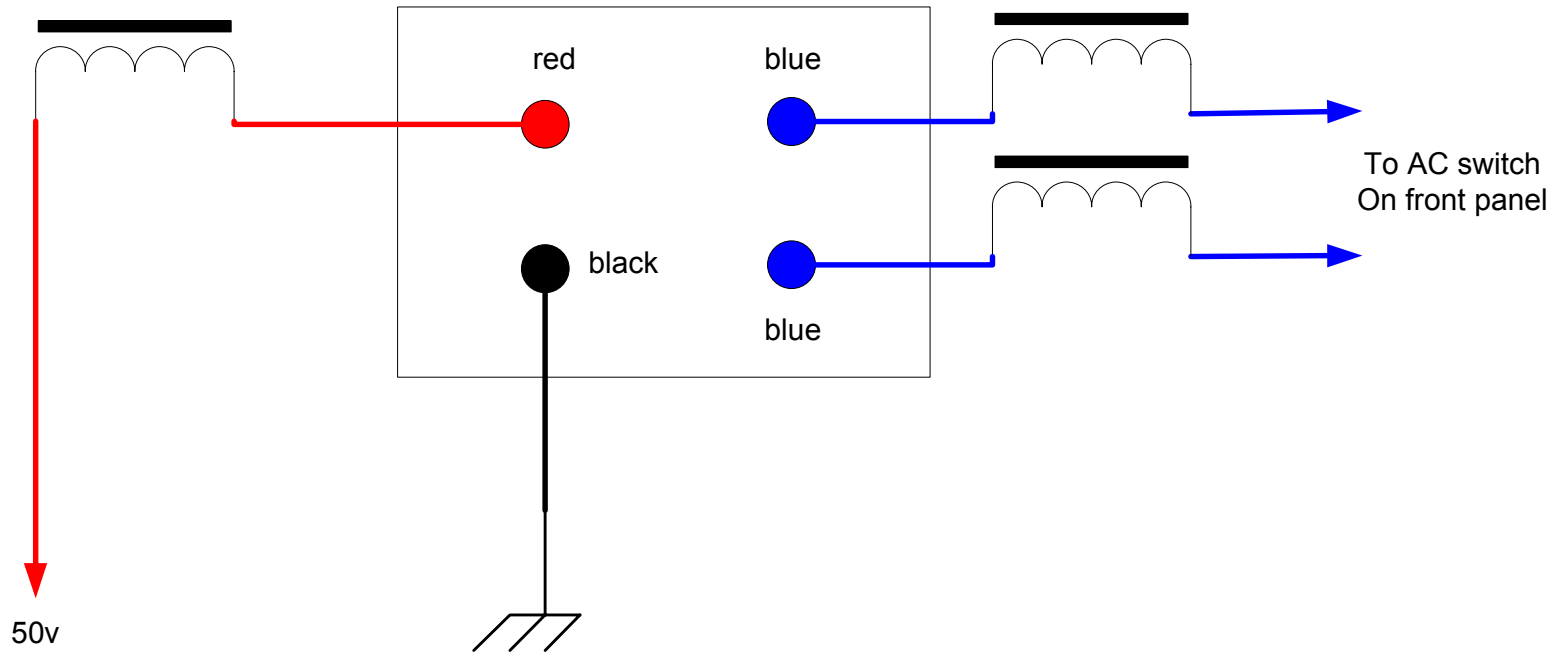 red
blue
To AC switch
On front panel
black
blue
50v